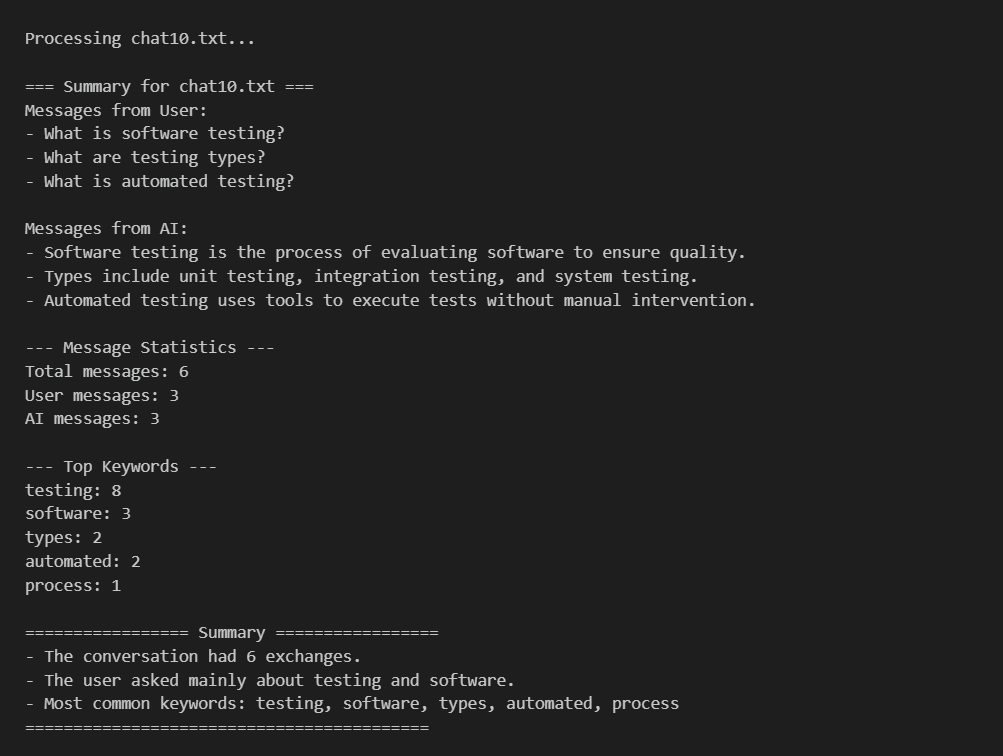 Processing chat10.txt...
=== Summary for chat10.txt ===
Messages from User:
- What is software testing?
- What are testing types?
- What is automated testing?
Messages from AI:
- Software testing is the process of evaluating software to ensure quality.
- Types include unit testing, integration testing, and system testing.
- Automated testing uses tools to execute tests without manual intervention.
--- Message Statistics ---
Total messages: 6
User messages: 3
AI messages: 3
--- Top Keywords ---
testing: 8
software: 3
types: 2
automated: 2
process: 1
================= Summary =================
- The conversation had 6 exchanges.
- The user asked mainly about testing and software.
- Most common keywords: testing, software, types, automated, process
==========================================